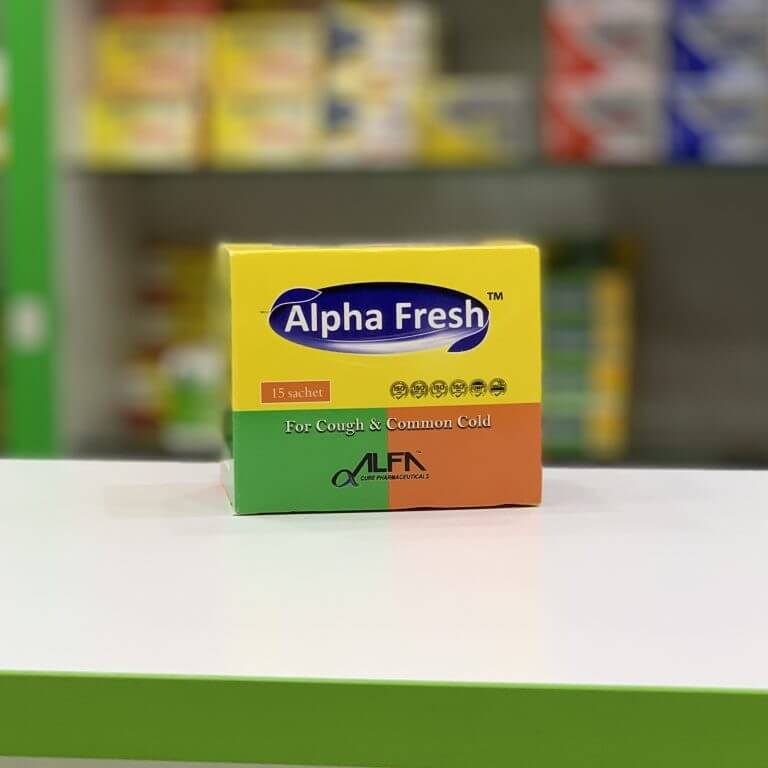 Alpha Fresh™
15 sachet
For Cough & Common Cold
ALFA
CURE PHARMACEUTICALS